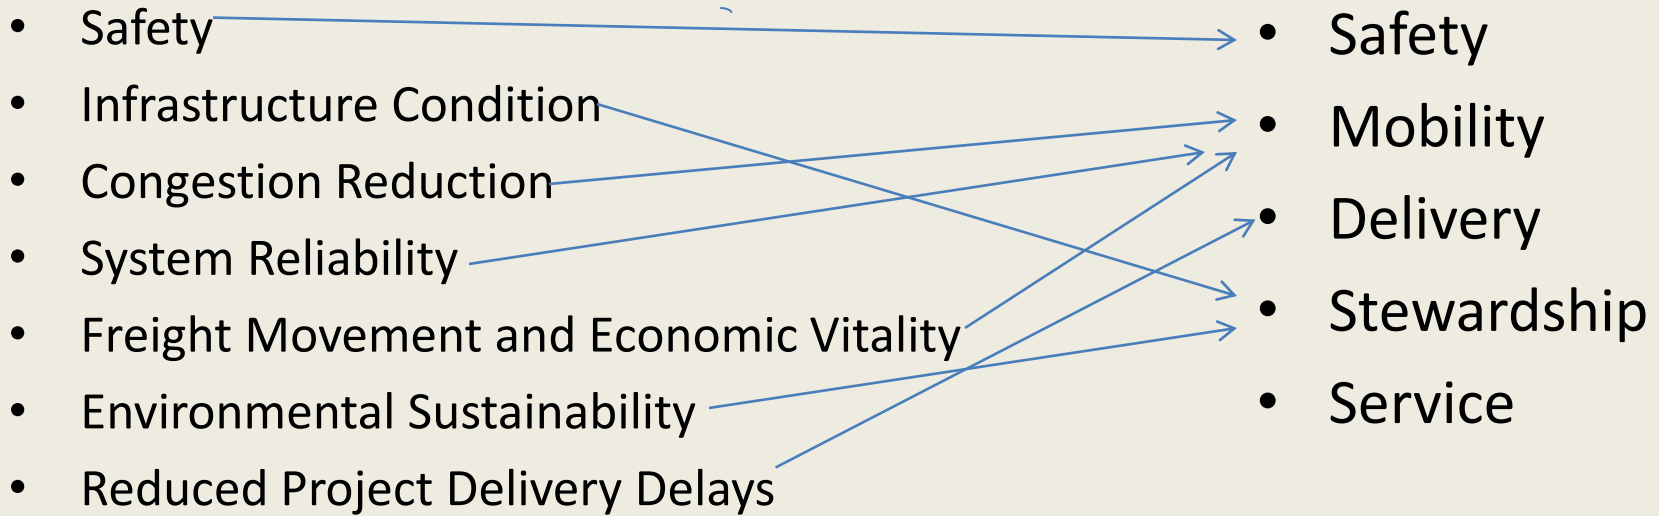 • Safety
• Infrastructure Condition
• Congestion Reduction
• System Reliability
• Freight Movement and Economic Vitality
• Environmental Sustainability
• Reduced Project Delivery Delays
• Safety
• Mobility
• Delivery
• Stewardship
• Service